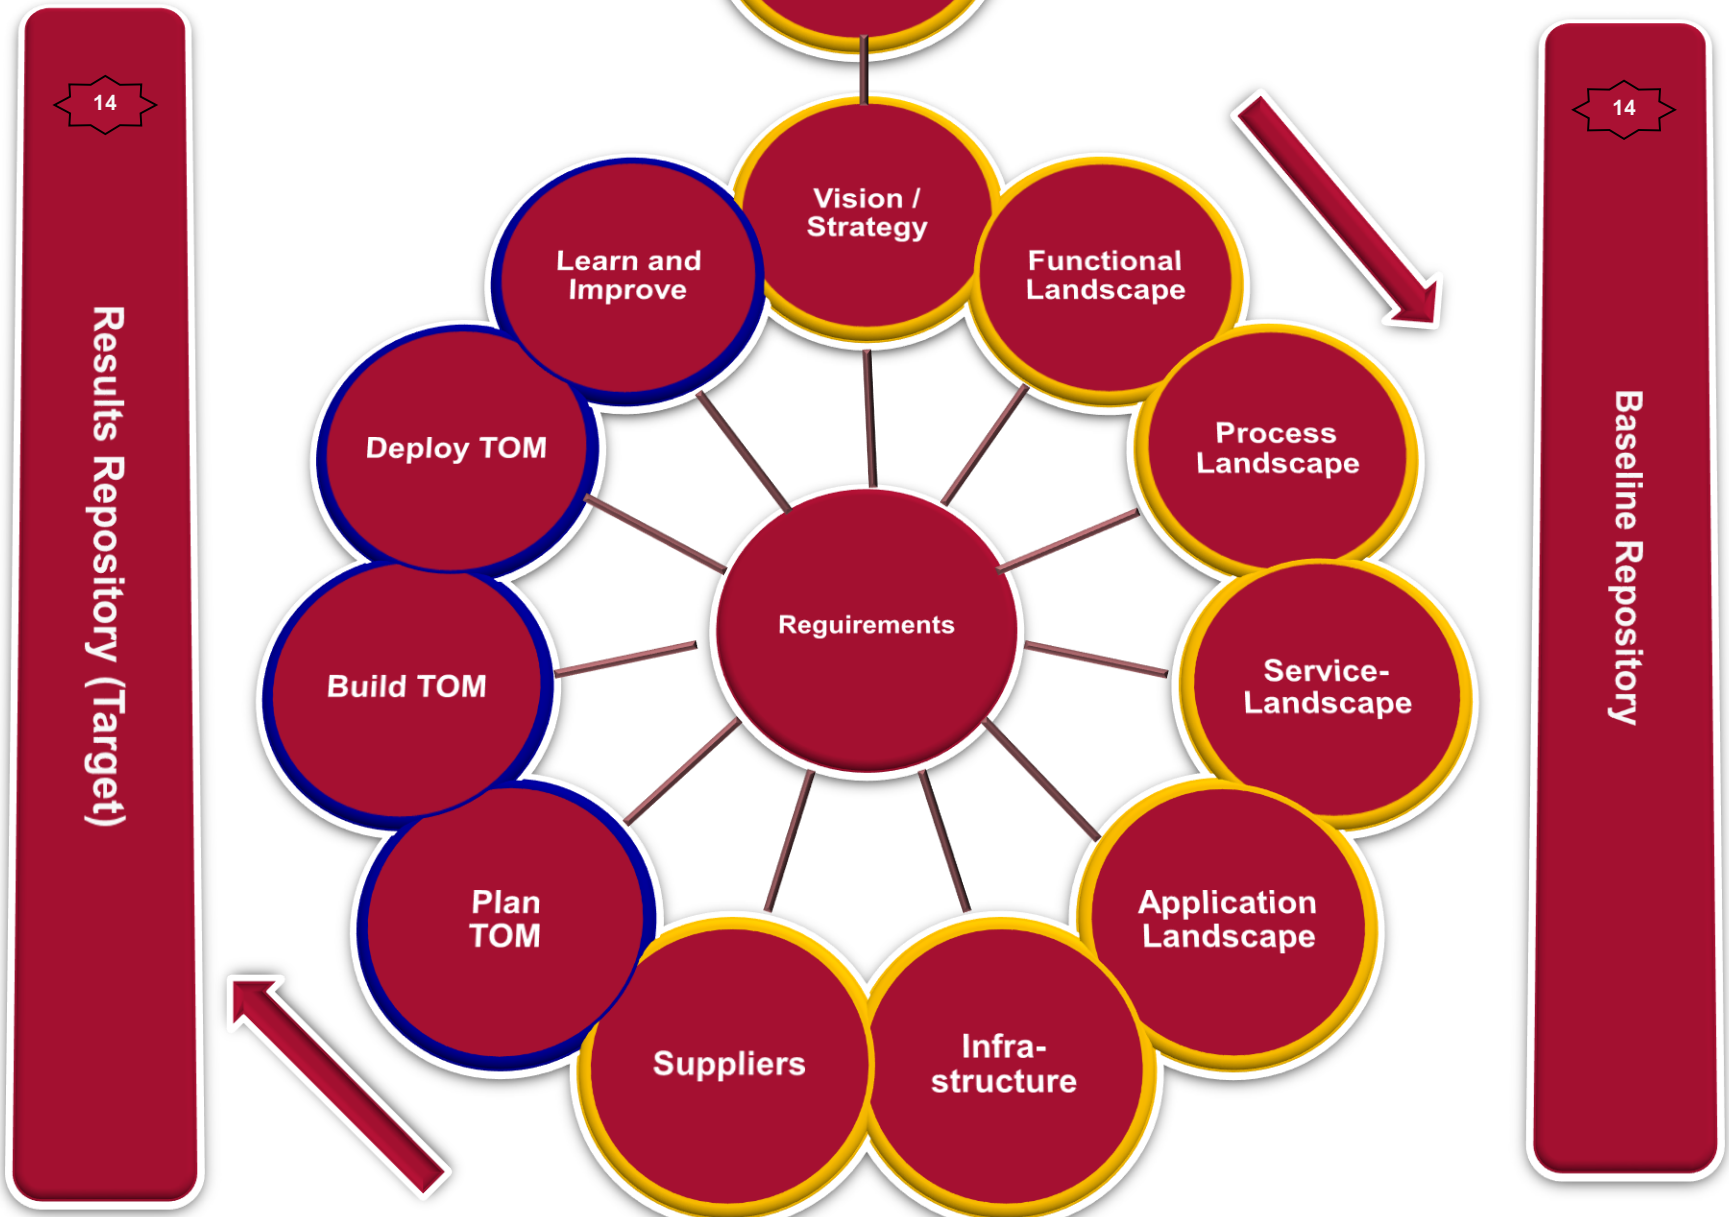 14
Results Repository (Target)
14
Baseline Repository
Vision /
Strategy
Functional
Landscape
Process
Landscape
Service-
Landscape
Application
Landscape
Infra-
structure
Suppliers
Plan
TOM
Build TOM
Deploy TOM
Learn and
Improve
Reguirements